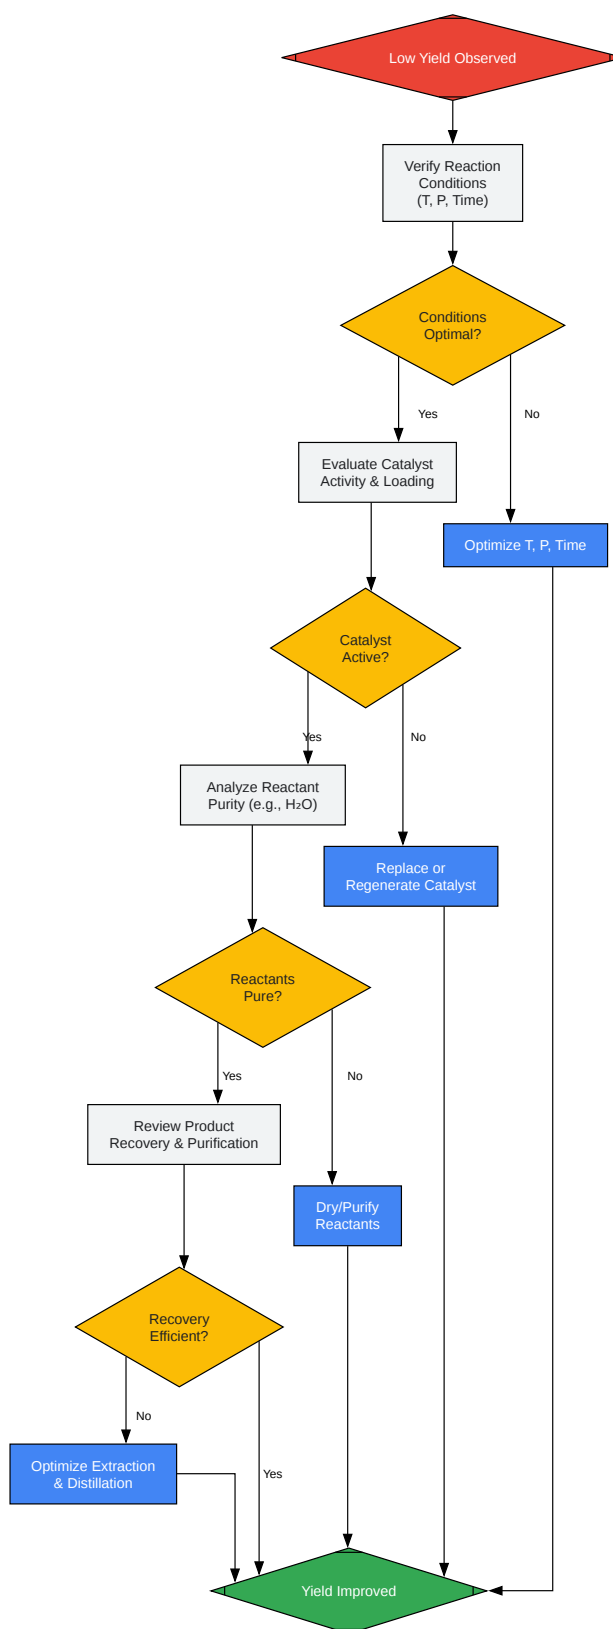 Low Yield Observed
Verify Reaction
Conditions
(T, P, Time)
Conditions
Optimal?
Yes
No
Evaluate Catalyst
Activity & Loading
Optimize T, P, Time
Catalyst
Active?
Yes
No
Analyze Reactant
Purity (e.g., H₂O)
Replace or
Regenerate Catalyst
Reactants
Pure?
Yes
No
Review Product
Recovery & Purification
Dry/Purify
Reactants
Recovery
Efficient?
No
Optimize Extraction
& Distillation
Yes
Yield Improved